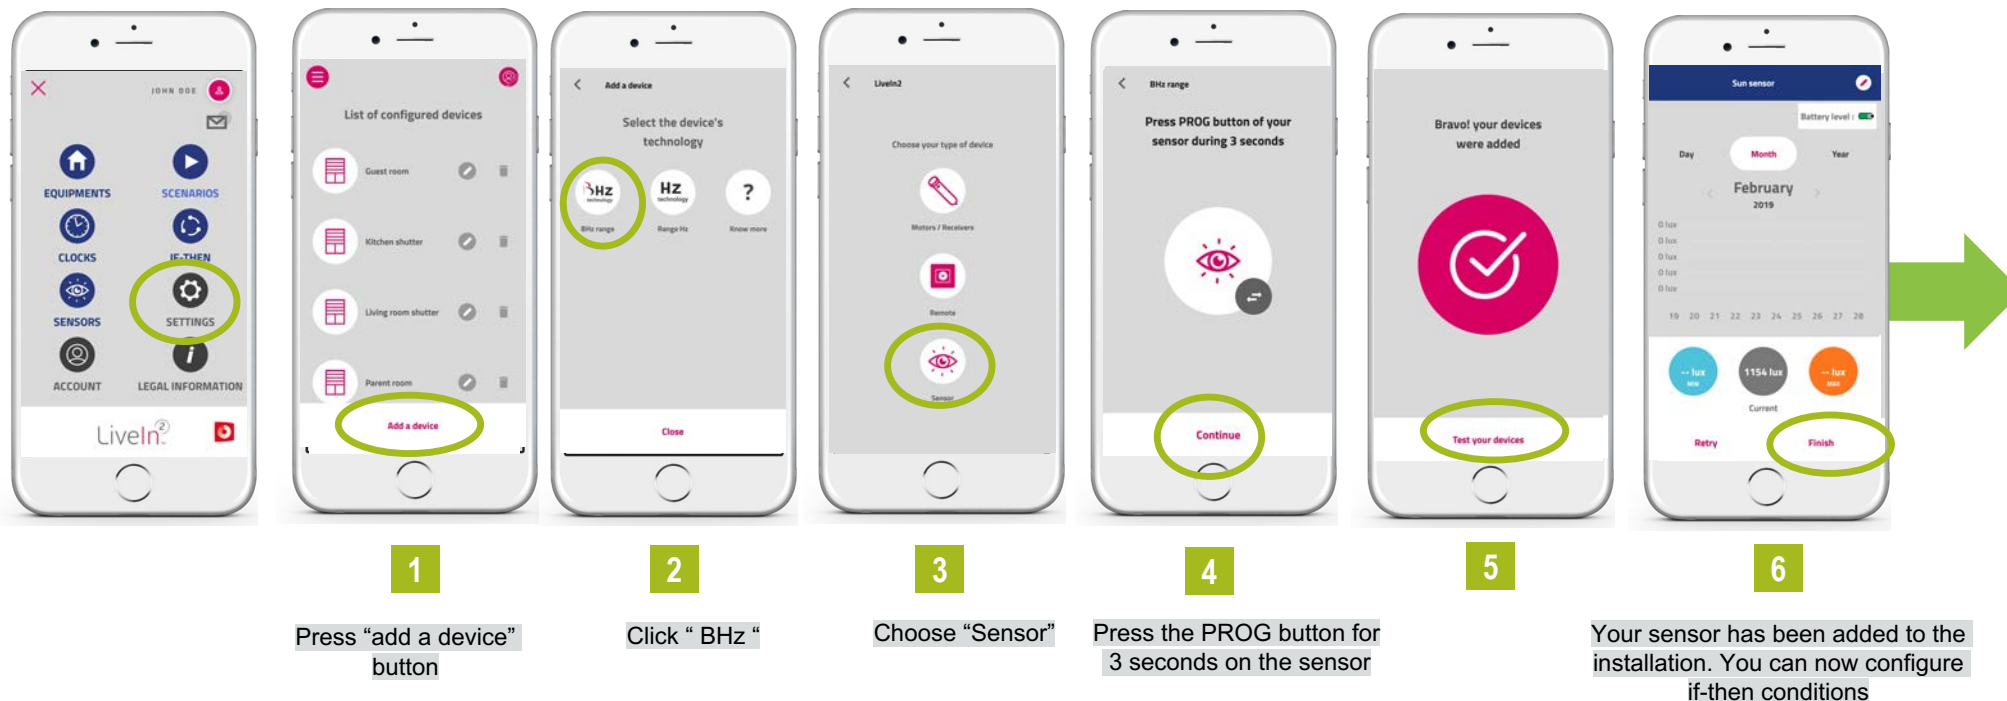 JOHN DOE
EQUIPMENTS
SCENARIOS
CLOCKS
IF-THEN
SENSORS
SETTINGS
ACCOUNT
LEGAL INFORMATION
LiveIn2
List of configured devices
Guest room
Kitchen shutter
Living room shutter
Parent room
Add a device
1
Press “add a device”
button
Add a device
Select the device's
technology
BHz
technology
Hz
technology
?
BHz range
Range Hz
Know more
Close
2
Click “ BHz “
LiveIn2
Choose your type of device
Motors / Receivers
Remote
Sensor
3
Choose “Sensor”
BHz range
Press PROG button of your
sensor during 3 seconds
Continue
4
Press the PROG button for
3 seconds on the sensor
Bravo! your devices
were added
Test your devices
5
Sun sensor
Battery level :
Day
Month
Year
< February >
2019
0 lux
0 lux
0 lux
0 lux
0 lux
19 20 21 22 23 24 25 26 27 28
-- lux
MIN
1154 lux
-- lux
MAX
Current
Retry
Finish
6
Your sensor has been added to the
installation. You can now configure
if-then conditions